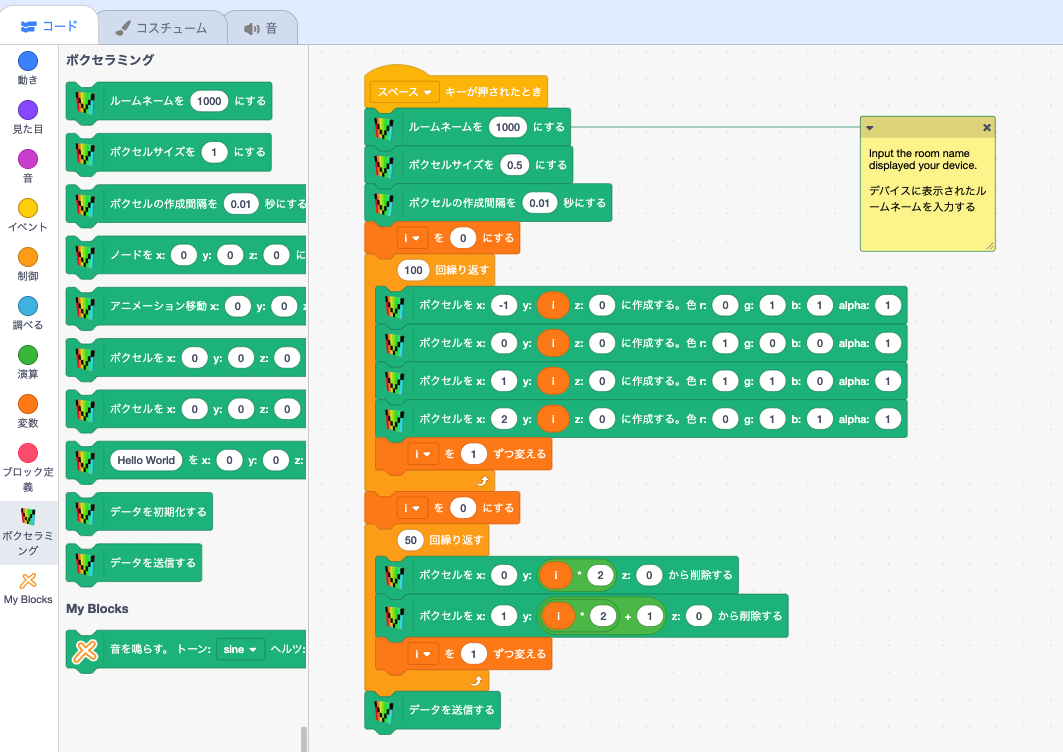 コード
コスチューム
音
動き
見た目
音
イベント
制御
調べる
演算
変数
ブロック定
義
ボクセラミ
ング
My Blocks
ボクセラミング
ルームネームを 1000 にする
ボクセルサイズを 1 にする
ボクセルの作成間隔を 0.01 秒にする
ノードを x: 0 y: 0 z: 0 に
アニメーション移動 x: 0 y: 0 z
ボクセルを x: 0 y: 0 z: 0
ボクセルを x: 0 y: 0 z: 0
Hello World を x: 0 y: 0 z:
データを初期化する
データを送信する
My Blocks
音を鳴らす。トーン: sine ヘルツ:
スペース キーが押されたとき
ルームネームを 1000 にする
ボクセルサイズを 0.5 にする
ボクセルの作成間隔を 0.01 秒にする
i を 0 にする
100 回繰り返す
ボクセルを x: -1 y: i z: 0 に作成する。色 r: 0 g: 1 b: 1 alpha: 1
ボクセルを x: 0 y: i z: 0 に作成する。色 r: 1 g: 0 b: 0 alpha: 1
ボクセルを x: 1 y: i z: 0 に作成する。色 r: 1 g: 1 b: 0 alpha: 1
ボクセルを x: 2 y: i z: 0 に作成する。色 r: 0 g: 1 b: 1 alpha: 1
i を 1 ずつ変える
i を 0 にする
50 回繰り返す
ボクセルを x: 0 y: i * 2 z: 0 から削除する
ボクセルを x: 1 y: i * 2 + 1 z: 0 から削除する
i を 1 ずつ変える
データを送信する
Input the room name
displayed your device.
デバイスに表示されたル
ームネームを入力する